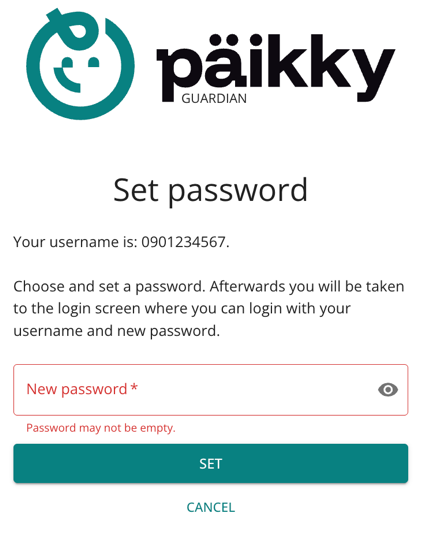 päikky
GUARDIAN
Set password
Your username is: 0901234567.
Choose and set a password. Afterwards you will be taken
to the login screen where you can login with your
username and new password.
New password *
Password may not be empty.
SET
CANCEL